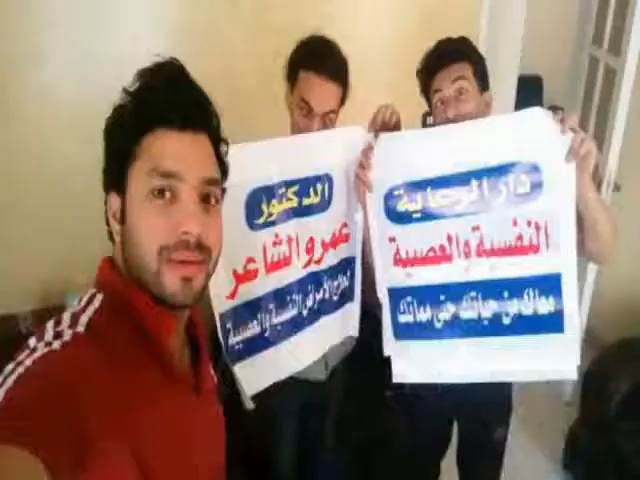 الدكتور
عمرو الشاعر
لعلاج الأمراض النفسية والعصبية
دار الرعاية
النفسية والعصبية
معاك من حياتك حتى مماتك